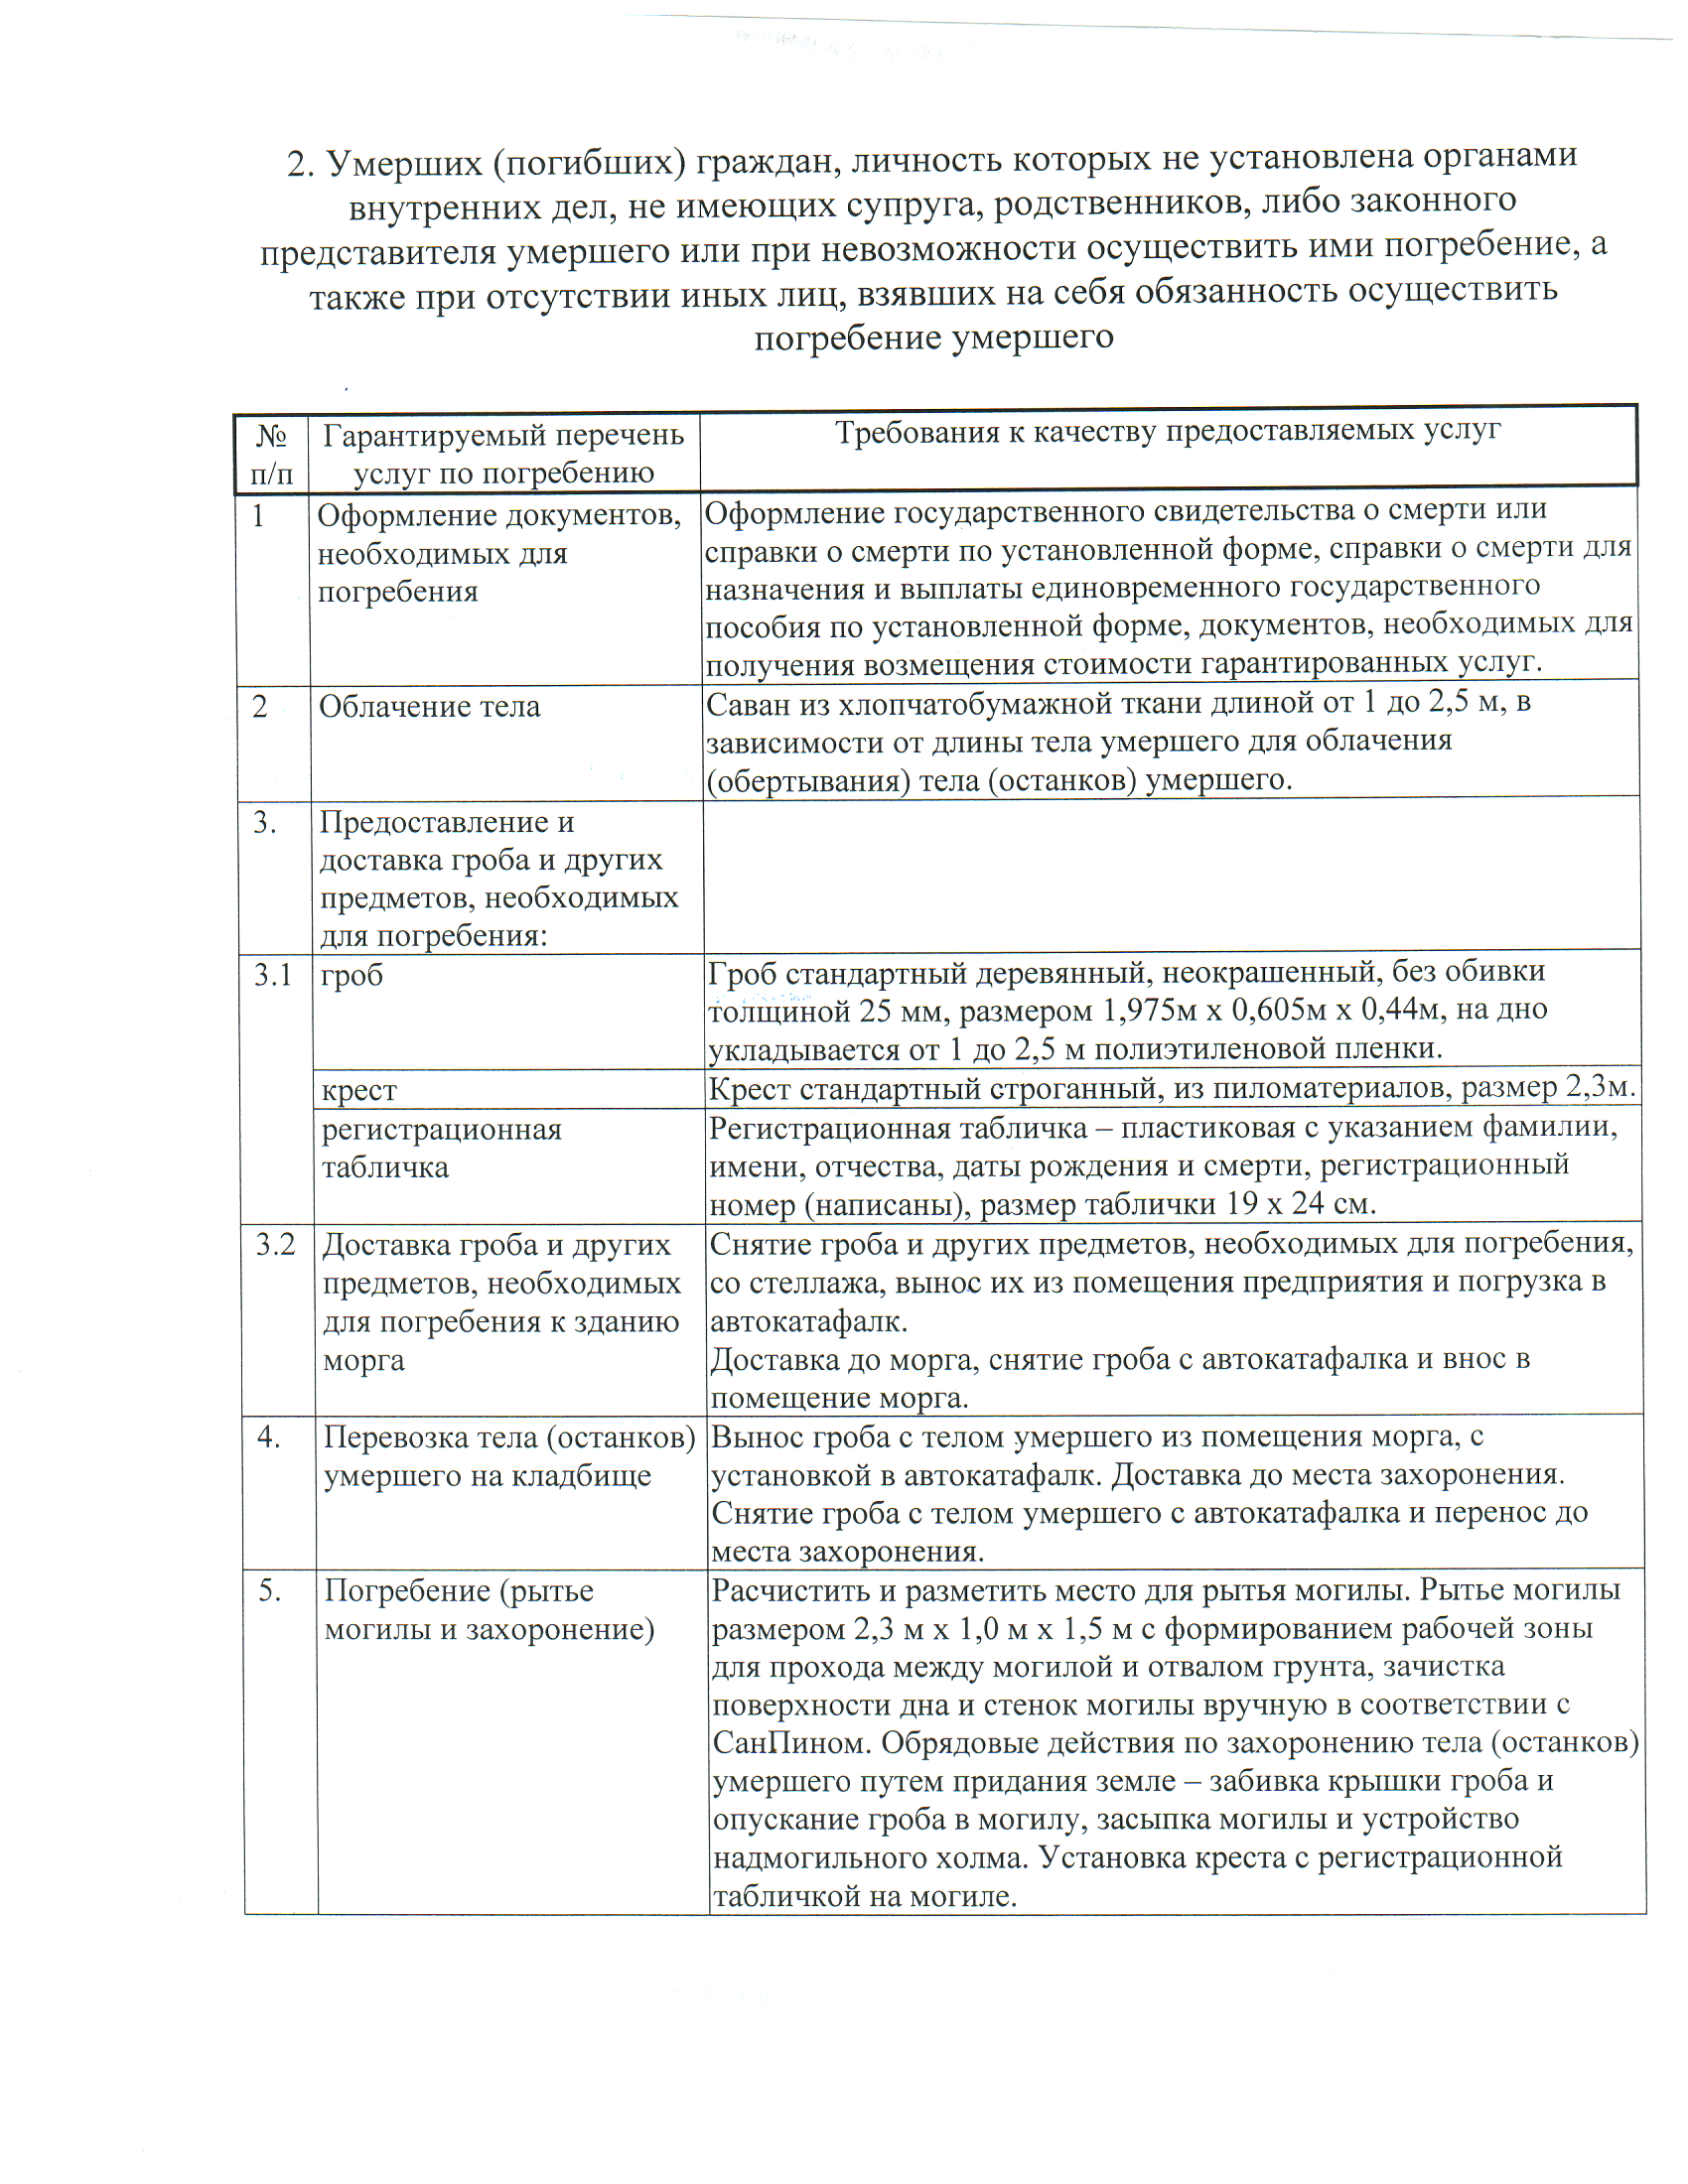 2. Умерших (погибших) граждан, личность которых не установлена органами
внутренних дел, не имеющих супруга, родственников, либо законного
представителя умершего или при невозможности осуществить ими погребение, а
также при отсутствии иных лиц, взявших на себя обязанность осуществить
погребение умершего
№ п/п
Гарантируемый перечень
услуг по погребению
Требования к качеству предоставляемых услуг
1
Оформление документов,
необходимых для
погребения
Оформление государственного свидетельства о смерти или
справки о смерти по установленной форме, справки о смерти для
назначения и выплаты единовременного государственного
пособия по установленной форме, документов, необходимых для
получения возмещения стоимости гарантированных услуг.
2
Облачение тела
Саван из хлопчатобумажной ткани длиной от 1 до 2,5 м, в
зависимости от длины тела умершего для облачения
(обертывания) тела (останков) умершего.
3.
Предоставление и
доставка гроба и других
предметов, необходимых
для погребения:
3.1
гроб
Гроб стандартный деревянный, неокрашенный, без обивки
толщиной 25 мм, размером 1,975м х 0,605м х 0,44м, на дно
укладывается от 1 до 2,5 м полиэтиленовой пленки.
крест
Крест стандартный строганный, из пиломатериалов, размер 2,3м.
регистрационная
табличка
Регистрационная табличка – пластиковая с указанием фамилии,
имени, отчества, даты рождения и смерти, регистрационный
номер (написаны), размер таблички 19 х 24 см.
3.2
Доставка гроба и других
предметов, необходимых
для погребения к зданию
морга
Снятие гроба и других предметов, необходимых для погребения,
со стеллажа, вынос их из помещения предприятия и погрузка в
автокатафалк.
Доставка до морга, снятие гроба с автокатафалка и внос в
помещение морга.
4.
Перевозка тела (останков)
умершего на кладбище
Вынос гроба с телом умершего из помещения морга, с
установкой в автокатафалк. Доставка до места захоронения.
Снятие гроба с телом умершего с автокатафалка и перенос до
места захоронения.
5.
Погребение (рытье
могилы и захоронение)
Расчистить и разметить место для рытья могилы. Рытье могилы
размером 2,3 м х 1,0 м х 1,5 м с формированием рабочей зоны
для прохода между могилой и отвалом грунта, зачистка
поверхности дна и стенок могилы вручную в соответствии с
СанПином. Обрядовые действия по захоронению тела (останков)
умершего путем придания земле – забивка крышки гроба и
опускание гроба в могилу, засыпка могилы и устройство
надмогильного холма. Установка креста с регистрационной
табличкой на могиле.